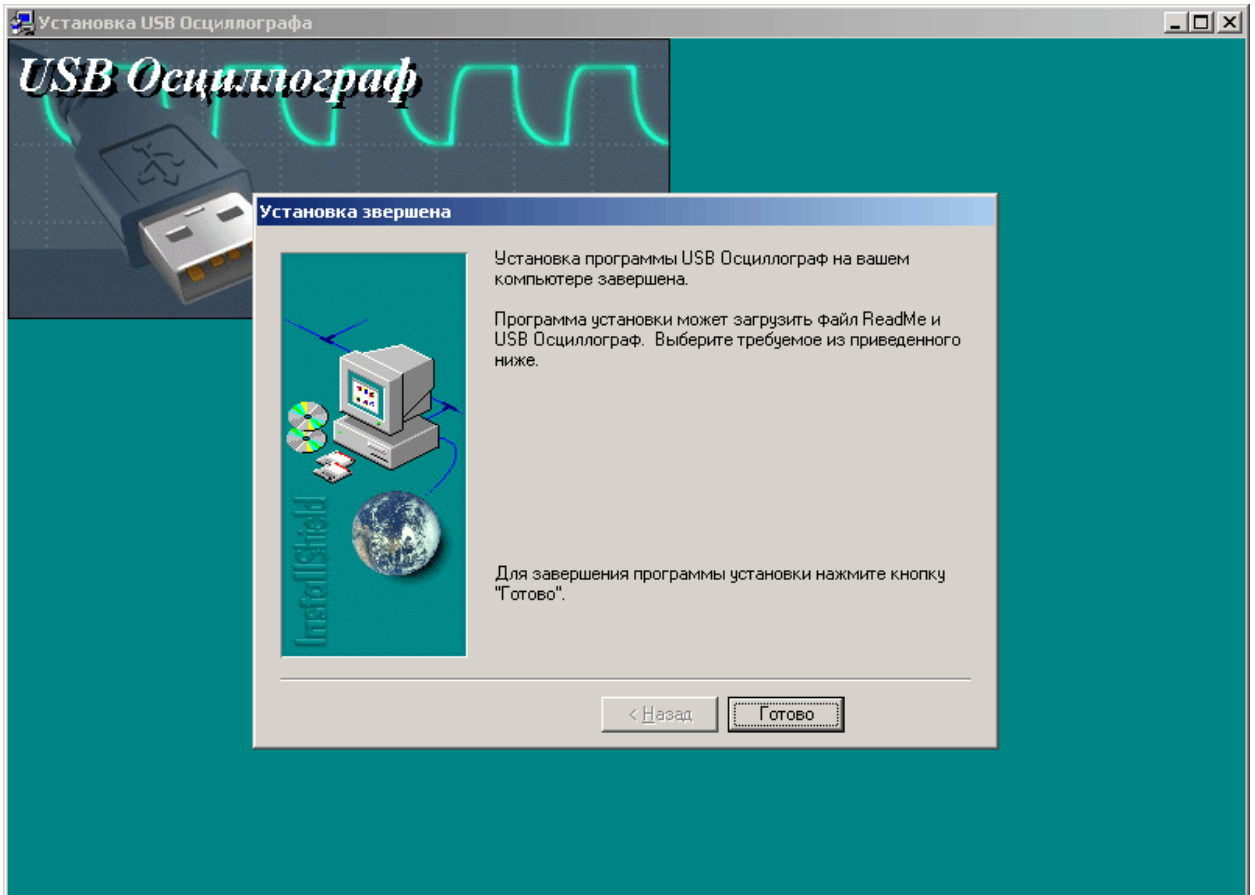 Установка USB Осциллографа
USB Осциллограф
Установка звершена
Установка программы USB Осциллограф на вашем
компьютере завершена.
Программа установки может загрузить файл ReadMe и
USB Осциллограф. Выберите требуемое из приведенного
ниже.
InstallShield
Для завершения программы установки нажмите кнопку
"Готово".
< Назад
Готово